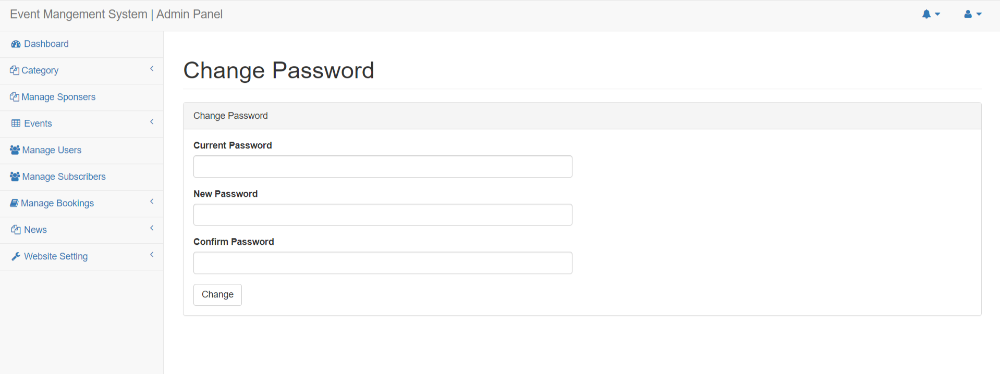 Event Mangement System | Admin Panel
Dashboard
Category
Manage Sponsers
Events
Manage Users
Manage Subscribers
Manage Bookings
News
Website Setting
Change Password
Change Password
Current Password
New Password
Confirm Password
Change